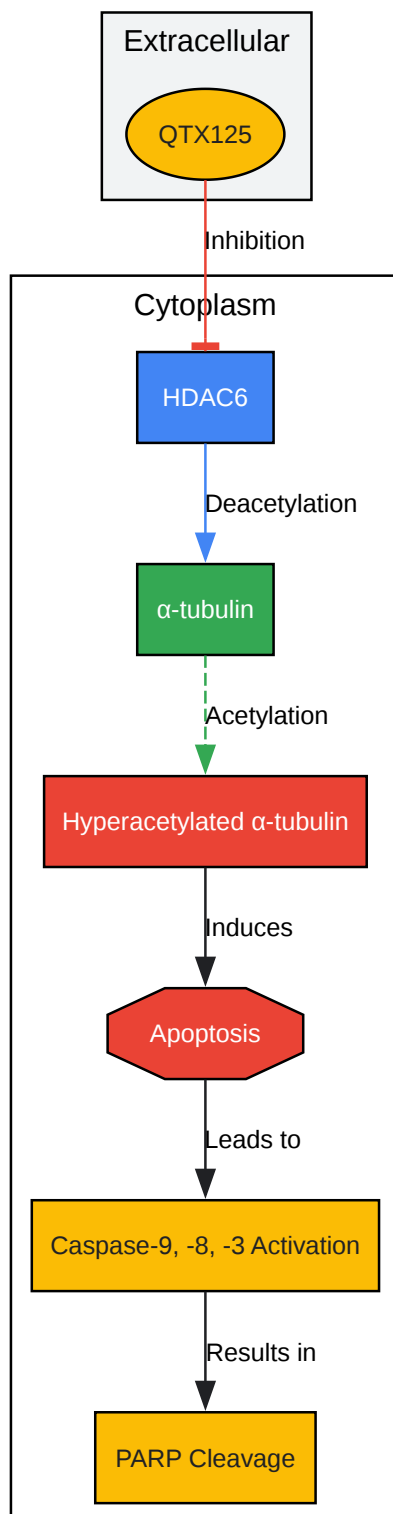 Extracellular
QTX125
Inhibition
Cytoplasm
HDAC6
Deacetylation
α-tubulin
Acetylation
Hyperacetylated α-tubulin
Induces
Apoptosis
Leads to
Caspase-9, -8, -3 Activation
Results in
PARP Cleavage